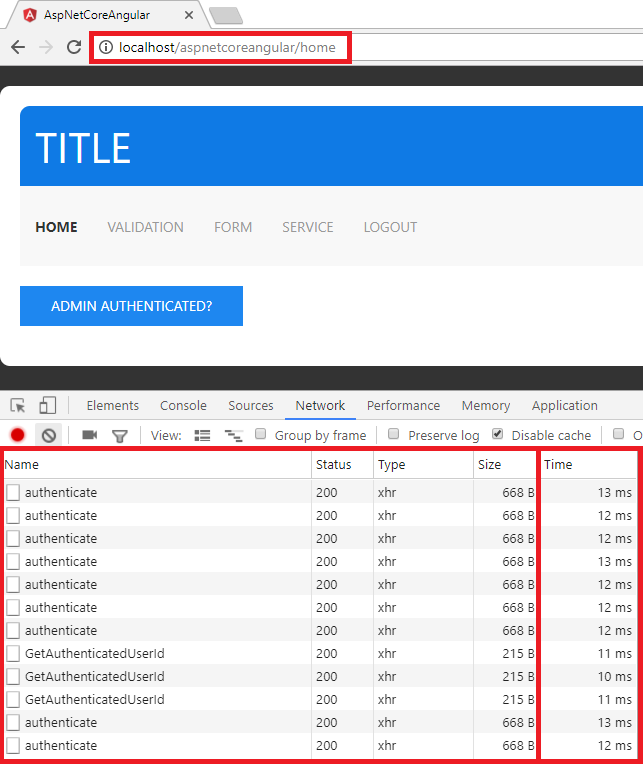 AspNetCoreAngular
localhost/aspnetcoreangular/home
TITLE
HOME VALIDATION FORM SERVICE LOGOUT
ADMIN AUTHENTICATED?
Elements Console Sources Network Performance Memory Application
View: Group by frame Preserve log Disable cache O
Name Status Type Size Time
authenticate 200 xhr 668 B 13 ms
authenticate 200 xhr 668 B 12 ms
authenticate 200 xhr 668 B 12 ms
authenticate 200 xhr 668 B 13 ms
authenticate 200 xhr 668 B 12 ms
authenticate 200 xhr 668 B 12 ms
authenticate 200 xhr 668 B 12 ms
GetAuthenticatedUserId 200 xhr 215 B 11 ms
GetAuthenticatedUserId 200 xhr 215 B 10 ms
GetAuthenticatedUserId 200 xhr 215 B 11 ms
authenticate 200 xhr 668 B 13 ms
authenticate 200 xhr 668 B 12 ms